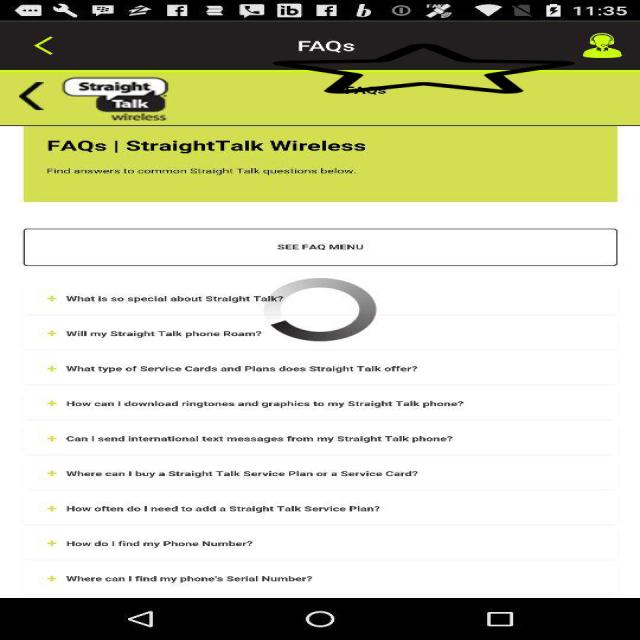 11:35
FAQs
FAQs
Straight
Talk
wireless
FAQs | StraightTalk Wireless
Find answers to common Straight Talk questions below.
SEE FAQ MENU
+ What is so special about Straight Talk?
+ Will my Straight Talk phone Roam?
+ What type of Service Cards and Plans does Straight Talk offer?
+ How can I download ringtones and graphics to my Straight Talk phone?
+ Can I send international text messages from my Straight Talk phone?
+ Where can I buy a Straight Talk Service Plan or a Service Card?
+ How often do I need to add a Straight Talk Service Plan?
+ How do I find my Phone Number?
+ Where can I find my phone's Serial Number?